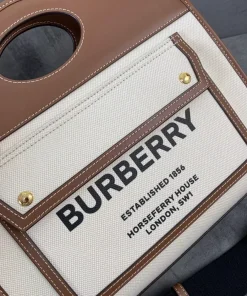 BURBERRY
ESTABLISHED 1856
HORSEFERRY HOUSE
LONDON, SW1